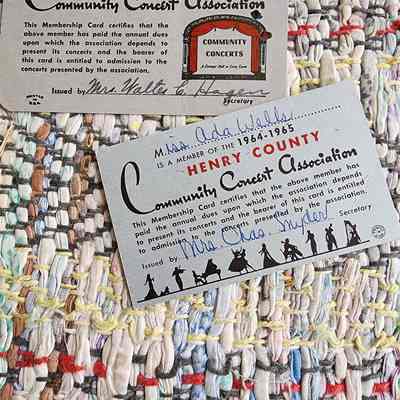 Community Concert Association
This Membership Card certifies that the
above member has paid the annual dues
upon which the association depends to
present its concerts and the bearer of
this card is entitled to admission to the
concerts presented by the association.
COMMUNITY
CONCERTS
Issued by Mrs Walter C. Hagen
Secretary
Miss Ada Wells
IS A MEMBER OF THE 1964-1965
HENRY COUNTY
Community Concert Association
This Membership Card certifies that the above member has
paid the annual dues upon which the association depends
to present its concerts and the bearer of this card is entitled
to admission to the concerts presented by the association.
Issued by Mrs. Chas. Snyder Secretary